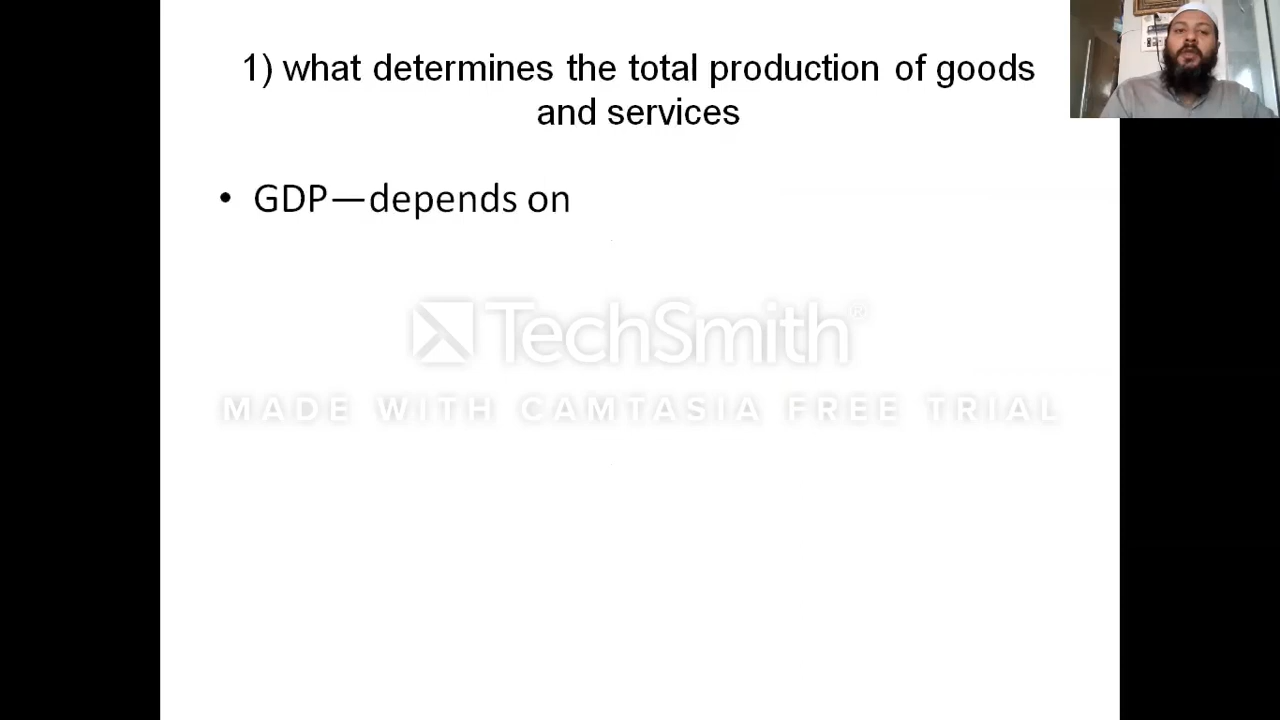 1) what determines the total production of goods
and services
• GDP—depends on
TechSmith®
MADE WITH CAMTASIA FREE TRIAL